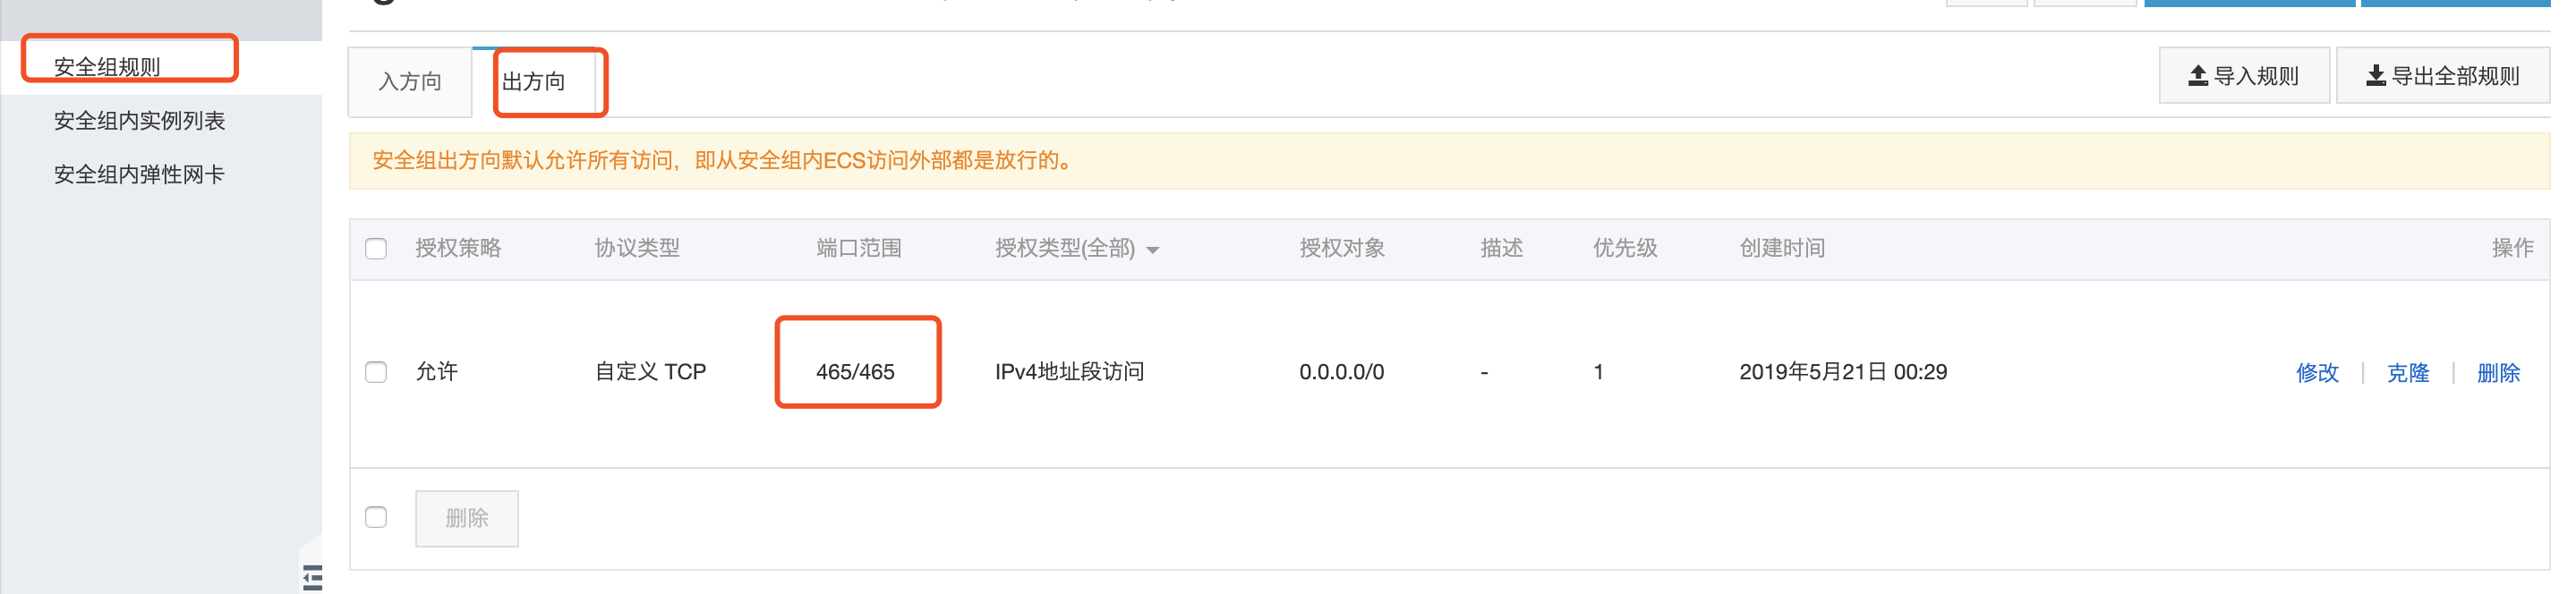 安全组规则
安全组内实例列表
安全组内弹性网卡
入方向
出方向
导入规则
导出全部规则
安全组出方向默认允许所有访问，即从安全组内ECS访问外部都是放行的。
授权策略 协议类型 端口范围 授权类型(全部) 授权对象 描述 优先级 创建时间 操作
允许 自定义 TCP 465/465 IPv4地址段访问 0.0.0.0/0 - 1 2019年5月21日 00:29 修改 | 克隆 | 删除
删除